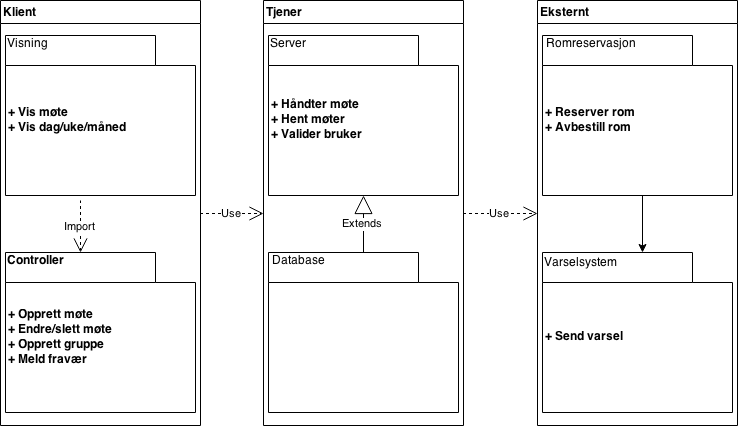 Klient
Visning
+ Vis møte
+ Vis dag/uke/måned
Import
Controller
+ Opprett møte
+ Endre/slett møte
+ Opprett gruppe
+ Meld fravær
Use
Tjener
Server
+ Håndter møte
+ Hent møter
+ Valider bruker
Extends
Database
Use
Eksternt
Romreservasjon
+ Reserver rom
+ Avbestill rom
Varselsystem
+ Send varsel